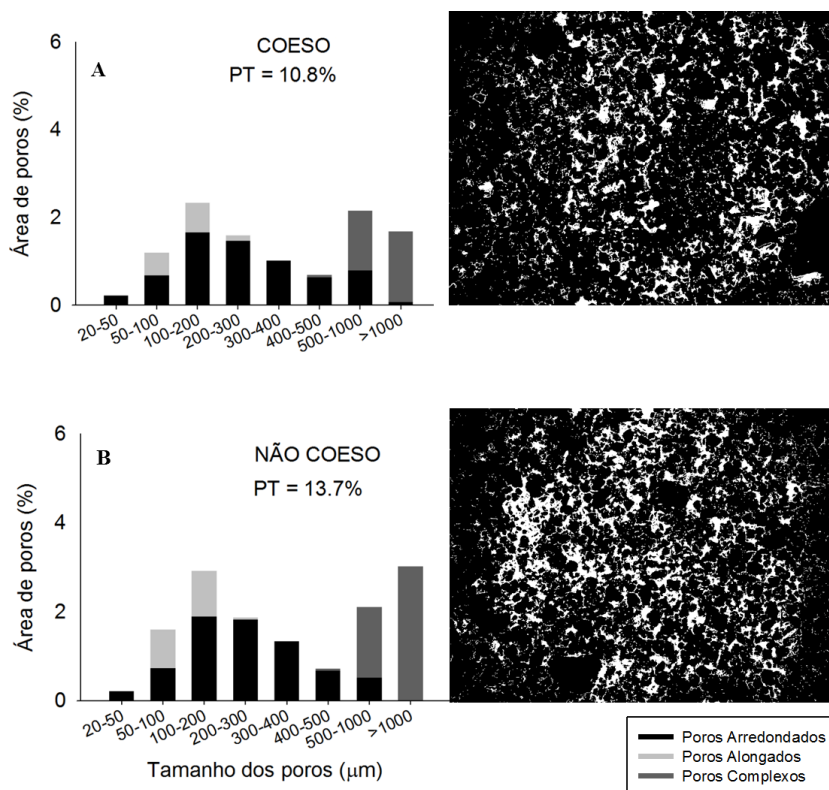 A
COESO
PT = 10.8%
Área de poros (%)
6
4
2
0
20-50
50-100
100-200
200-300
300-400
400-500
500-1000
>1000
B
NÃO COESO
PT = 13.7%
Área de poros (%)
6
4
2
0
20-50
50-100
100-200
200-300
300-400
400-500
500-1000
>1000
Tamanho dos poros (μm)
Poros Arredondados
Poros Alongados
Poros Complexos